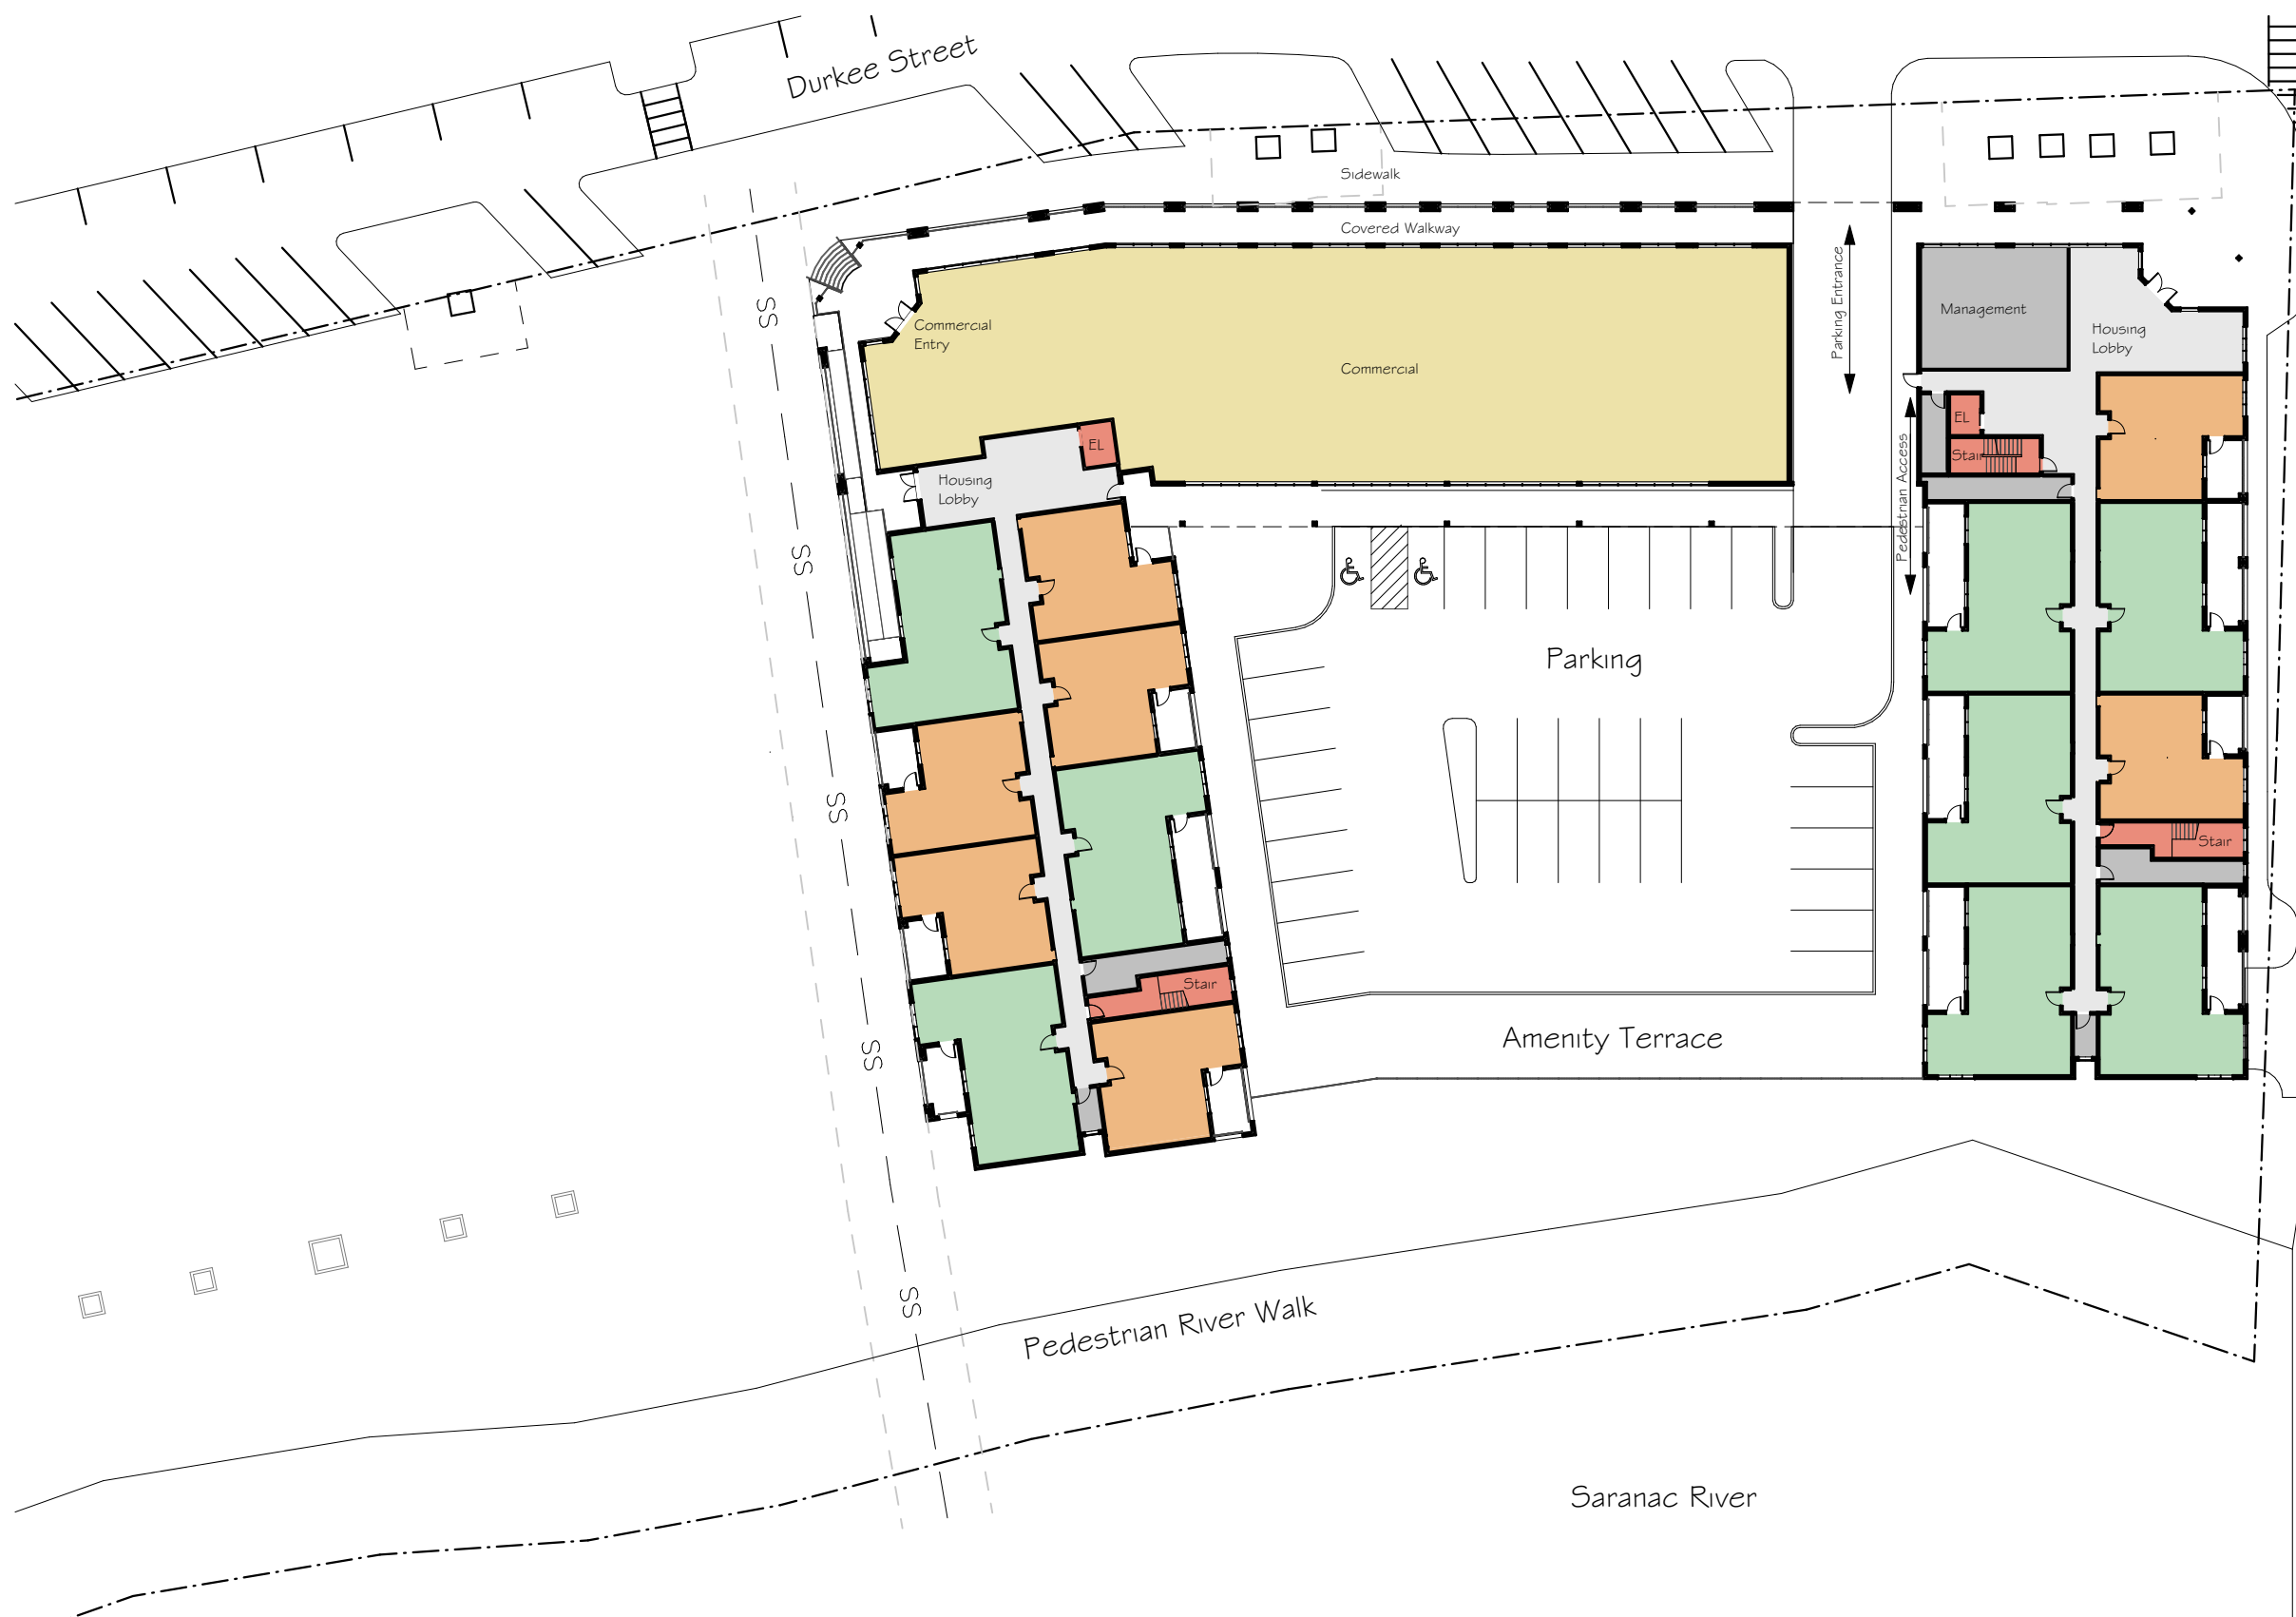 Durkee Street
Sidewalk
Covered Walkway
Parking Entrance
SS
Commercial
Entry
Commercial
Management
Housing
Lobby
EL
EL
Stair
Pedestrian Access
Housing
Lobby
SS
Parking
SS
Stair
Stair
Amenity Terrace
SS
SS
Pedestrian River Walk
Saranac River